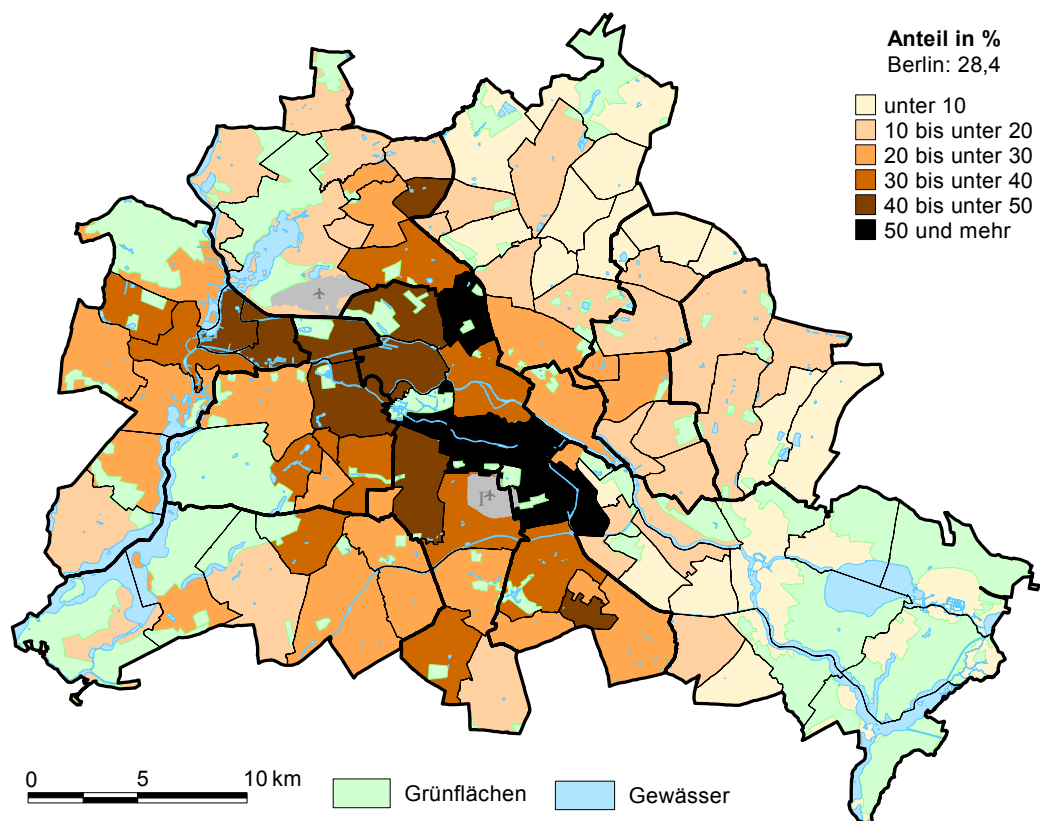 Anteil in %
Berlin: 28,4
unter 10
10 bis unter 20
20 bis unter 30
30 bis unter 40
40 bis unter 50
50 und mehr
0 5 10 km
Grünflächen
Gewässer